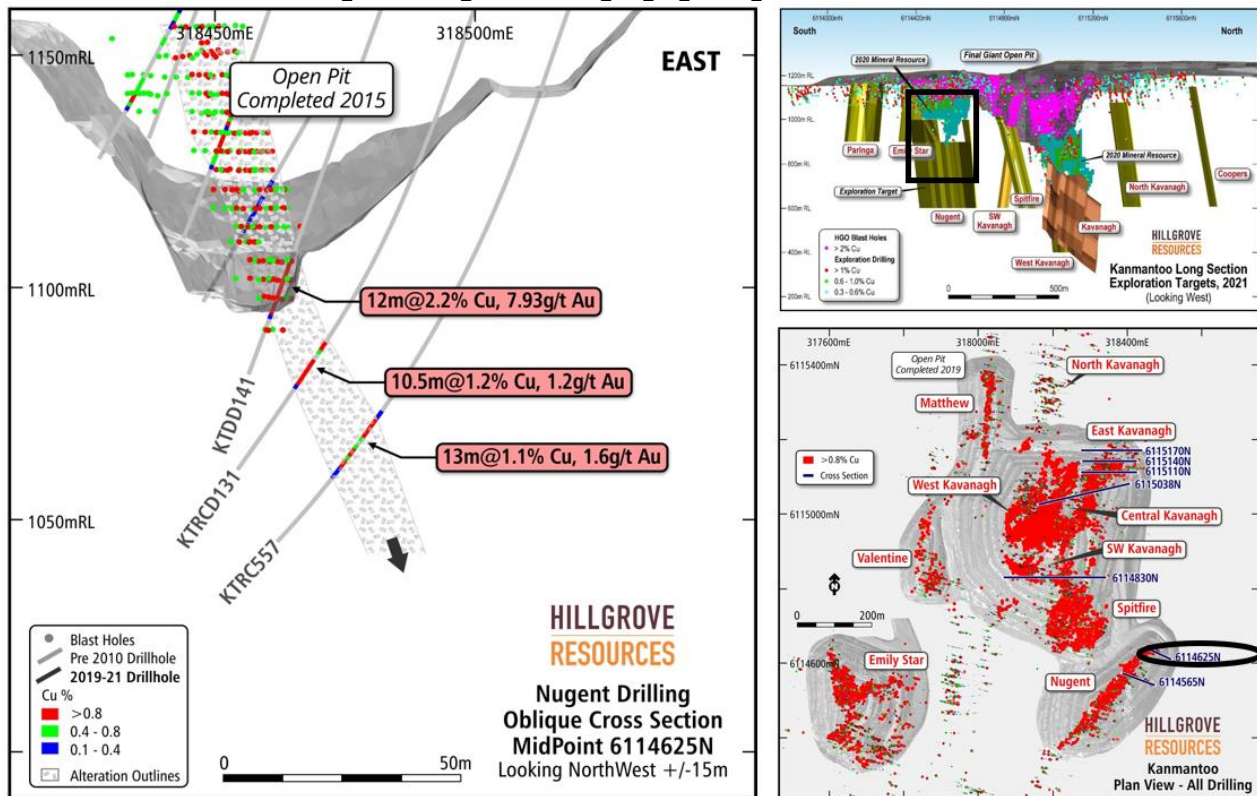 318450mE
318500mE
1150mRL
EAST
Open Pit
Completed 2015
1100mRL
12m@2.2% Cu, 7.93g/t Au
10.5m@1.2% Cu, 1.2g/t Au
13m@1.1% Cu, 1.6g/t Au
KTDD141
KTRCD131
KTRC557
1050mRL
Blast Holes
Pre 2010 Drillhole
2019-21 Drillhole
Cu %
>0.8
0.4 - 0.8
0.1 - 0.4
Alteration Outlines
0
50m
HILLGROVE
RESOURCES
Nugent Drilling
Oblique Cross Section
MidPoint 6114625N
Looking NorthWest +/-15m
6114000mN
6114400mN
6114800mN
6115200mN
6115600mN
South
North
2020 Mineral Resource
Final Giant Open Pit
1200m RL
1000m RL
800m RL
600m RL
400m RL
200m RL
Paringa
Emily Star
Exploration Target
Nugent
SW
Kavanagh
Spitfire
West Kavanagh
Kavanagh
2020 Mineral Resource
North Kavanagh
Coopers
HGO Blast Holes
> 2% Cu
Exploration Drilling
> 1% Cu
0.6 - 1.0% Cu
0.3 - 0.6% Cu
0
500m
HILLGROVE
RESOURCES
Kanmantoo Long Section
Exploration Targets, 2021
(Looking West)
317600mE
318000mE
318400mE
6115400mN
Open Pit
Completed 2019
North Kavanagh
Matthew
East Kavanagh
>0.8% Cu
Cross Section
6115170N
6115140N
6115110N
6115038N
West Kavanagh
6115000mN
Central Kavanagh
SW Kavanagh
Valentine
6114830N
0
200m
Spitfire
6114600mN
Emily Star
6114625N
Nugent
6114565N
HILLGROVE
RESOURCES
Kanmantoo
Plan View - All Drilling